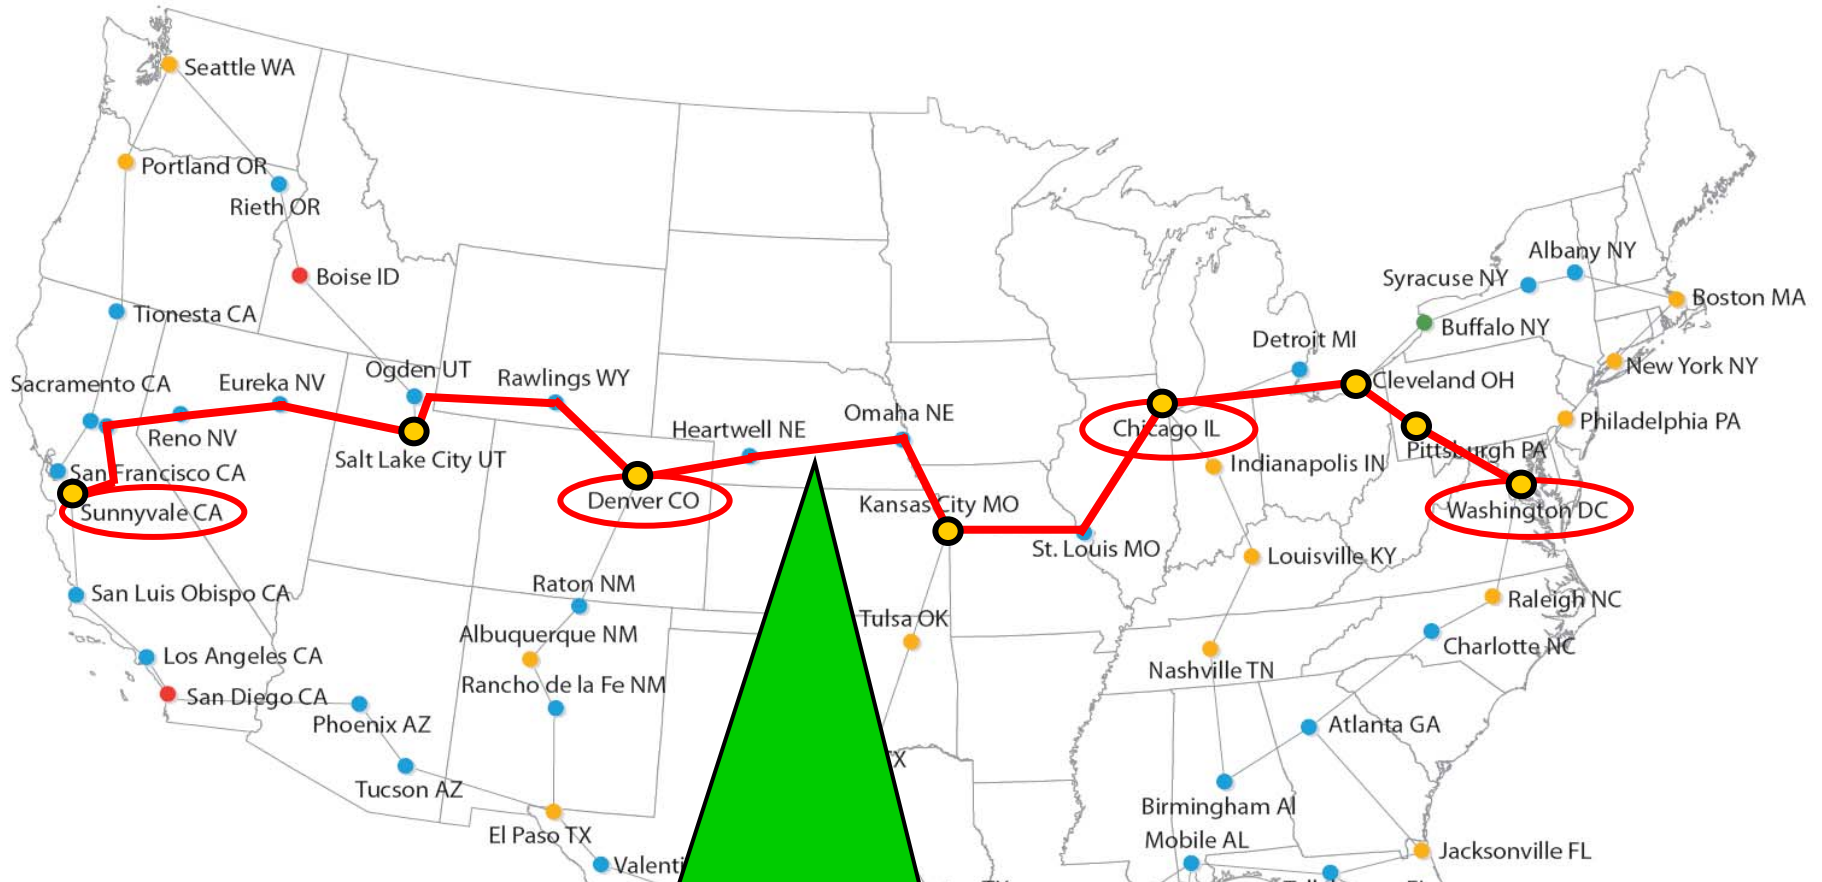 Seattle WA
Portland OR
Rieth OR
Albany NY
Boise ID
Syracuse NY
Boston MA
Tionesta CA
Buffalo NY
Detroit MI
Ogden UT
New York NY
Sacramento CA
Eureka NV
Rawlings WY
Cleveland OH
Omaha NE
Philadelphia PA
Reno NV
Heartwell NE
Chicago IL
Salt Lake City UT
Pittsburgh PA
San Francisco CA
Indianapolis IN
Denver CO
Kansas City MO
Sunnyvale CA
Washington DC
St. Louis MO
Louisville KY
Raton NM
San Luis Obispo CA
Raleigh NC
Tulsa OK
Albuquerque NM
Charlotte NC
Los Angeles CA
Nashville TN
Rancho de la Fe NM
San Diego CA
Phoenix AZ
Atlanta GA
TX
Tucson AZ
Birmingham Al
El Paso TX
Mobile AL
Jacksonville FL
Valenti